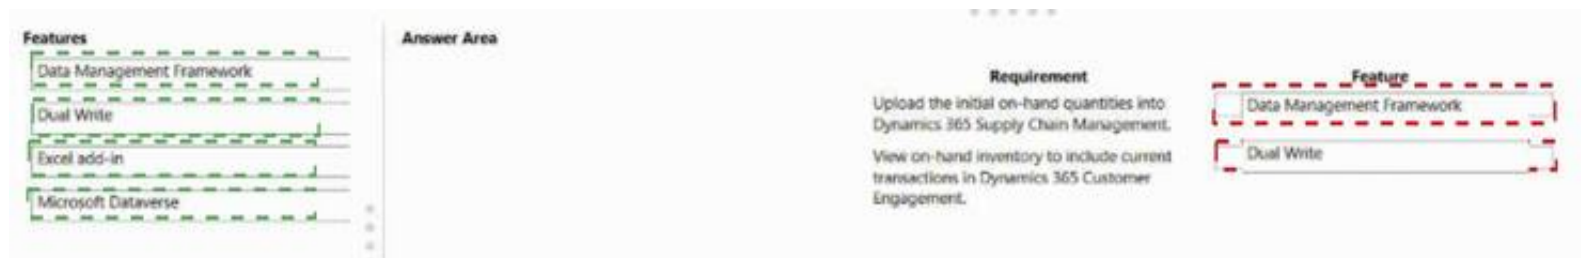 Features
Data Management Framework
Dual Write
Excel add-in
Microsoft Dataverse
Answer Area
Requirement
Feature
Upload the initial on-hand quantities into
Dynamics 365 Supply Chain Management.
Data Management Framework
View on-hand inventory to include current
transactions in Dynamics 365 Customer
Engagement.
Dual Write